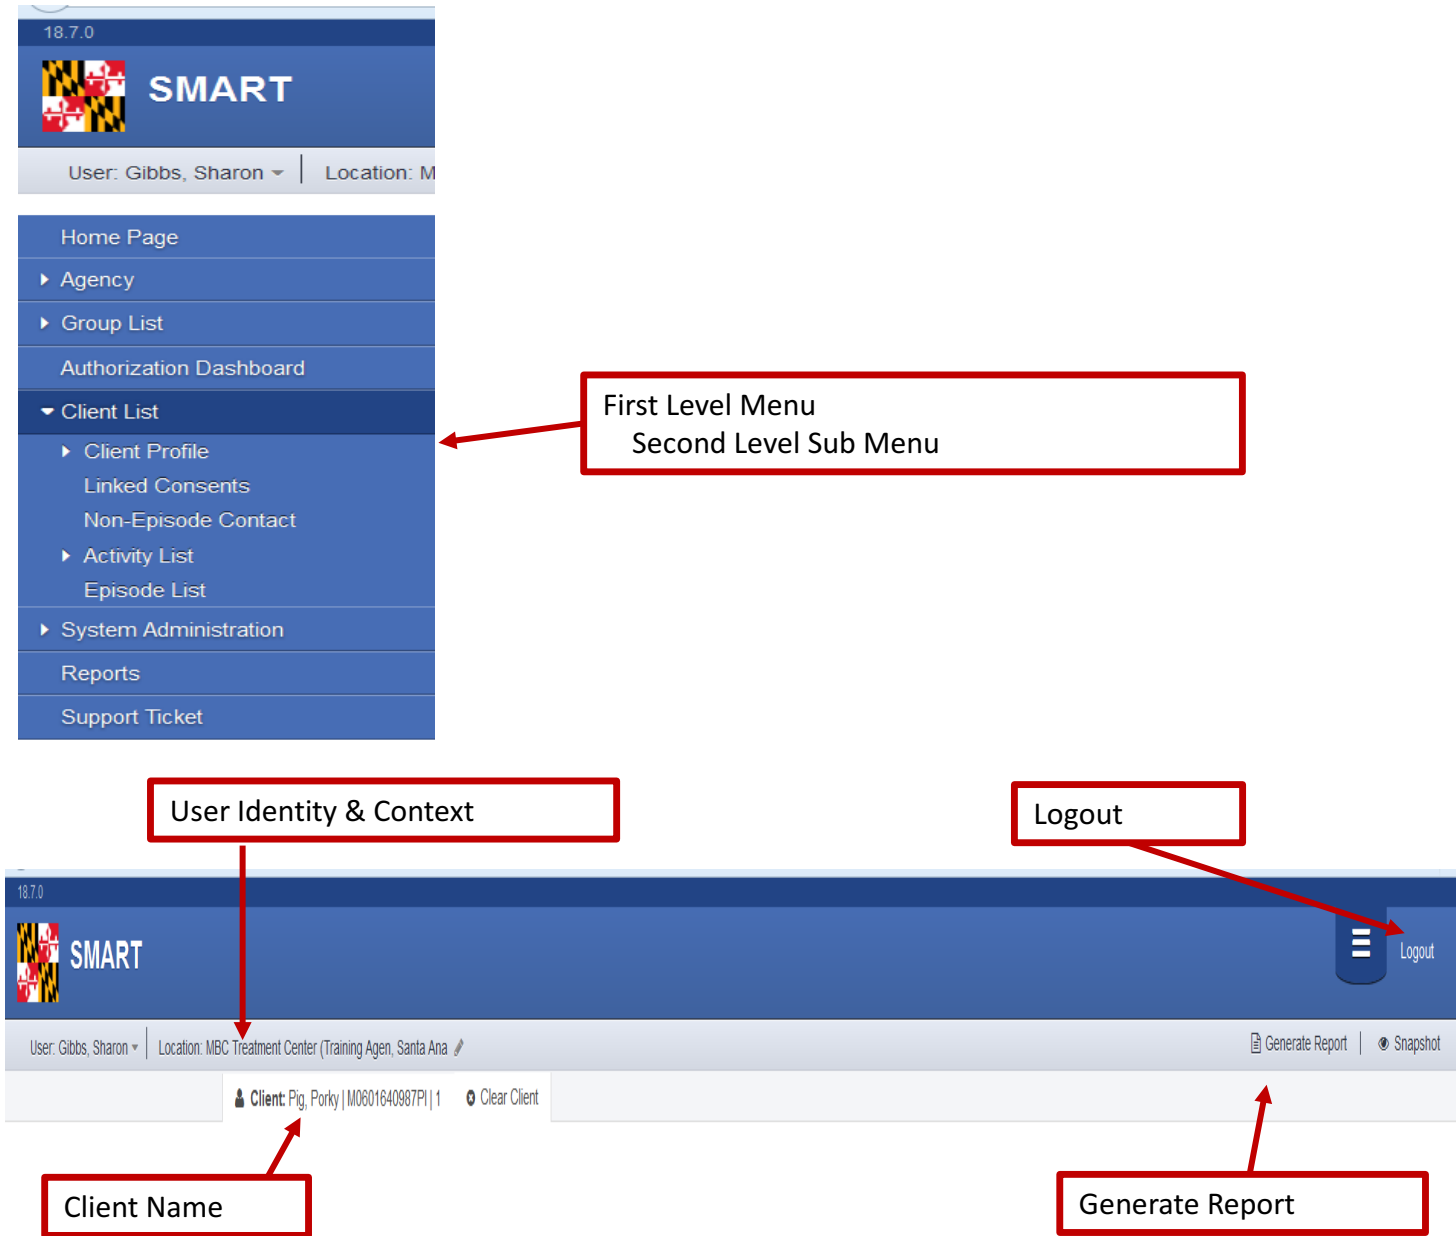 18.7.0
SMART
User: Gibbs, Sharon
Location: M
Home Page
Agency
Group List
Authorization Dashboard
Client List
Client Profile
Linked Consents
Non-Episode Contact
Activity List
Episode List
System Administration
Reports
Support Ticket
First Level Menu
Second Level Sub Menu
User Identity & Context
Logout
18.7.0
SMART
Logout
User: Gibbs, Sharon
Location: MBC Treatment Center (Training Agen, Santa Ana
Generate Report
Snapshot
Client: Pig, Porky | M0601640987PI | 1
Clear Client
Client Name
Generate Report